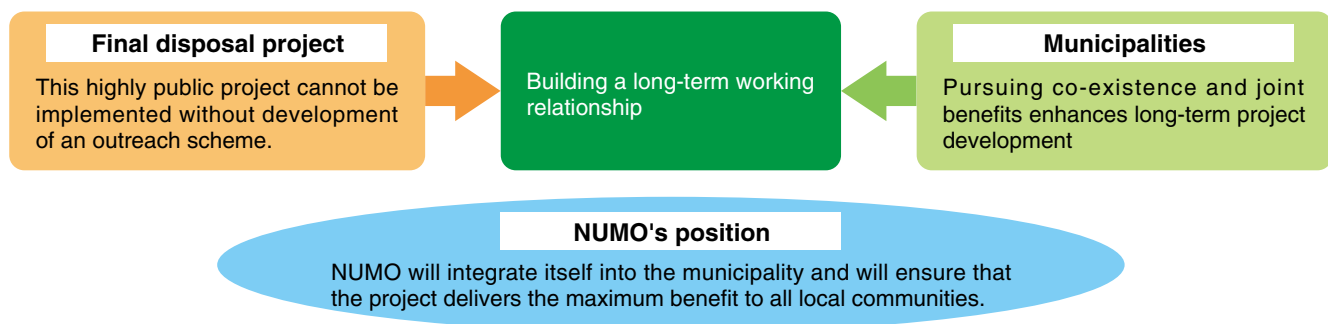 Final disposal project
This highly public project cannot be
implemented without development
of an outreach scheme.
Building a long-term working
relationship
Municipalities
Pursuing co-existence and joint
benefits enhances long-term project
development
NUMO's position
NUMO will integrate itself into the municipality and will ensure that
the project delivers the maximum benefit to all local communities.